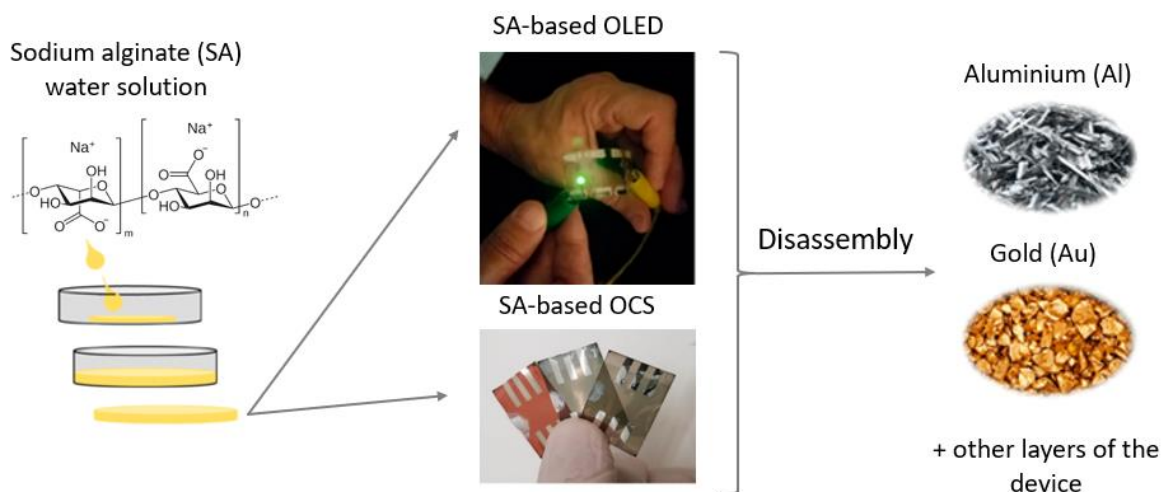 Sodium alginate (SA)
water solution
Na⁺
Na⁺
O
O⁻
OH
OH
O
HO
O
O
HO
O
O
O⁻
m
n
SA-based OLED
SA-based OCS
Disassembly
Aluminium (Al)
Gold (Au)
+ other layers of the
device